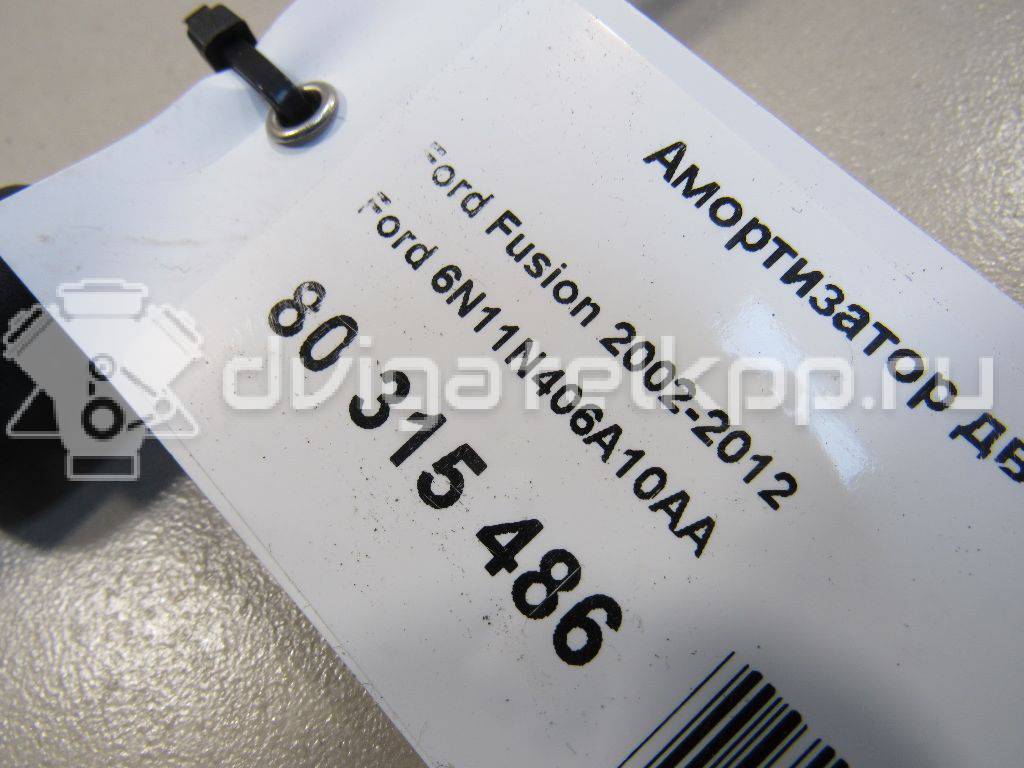 Амортизатор дв
Ford Fusion 2002-2012
Ford 6N11N406A10AA
80 315 486
dvigatelkpp.ru